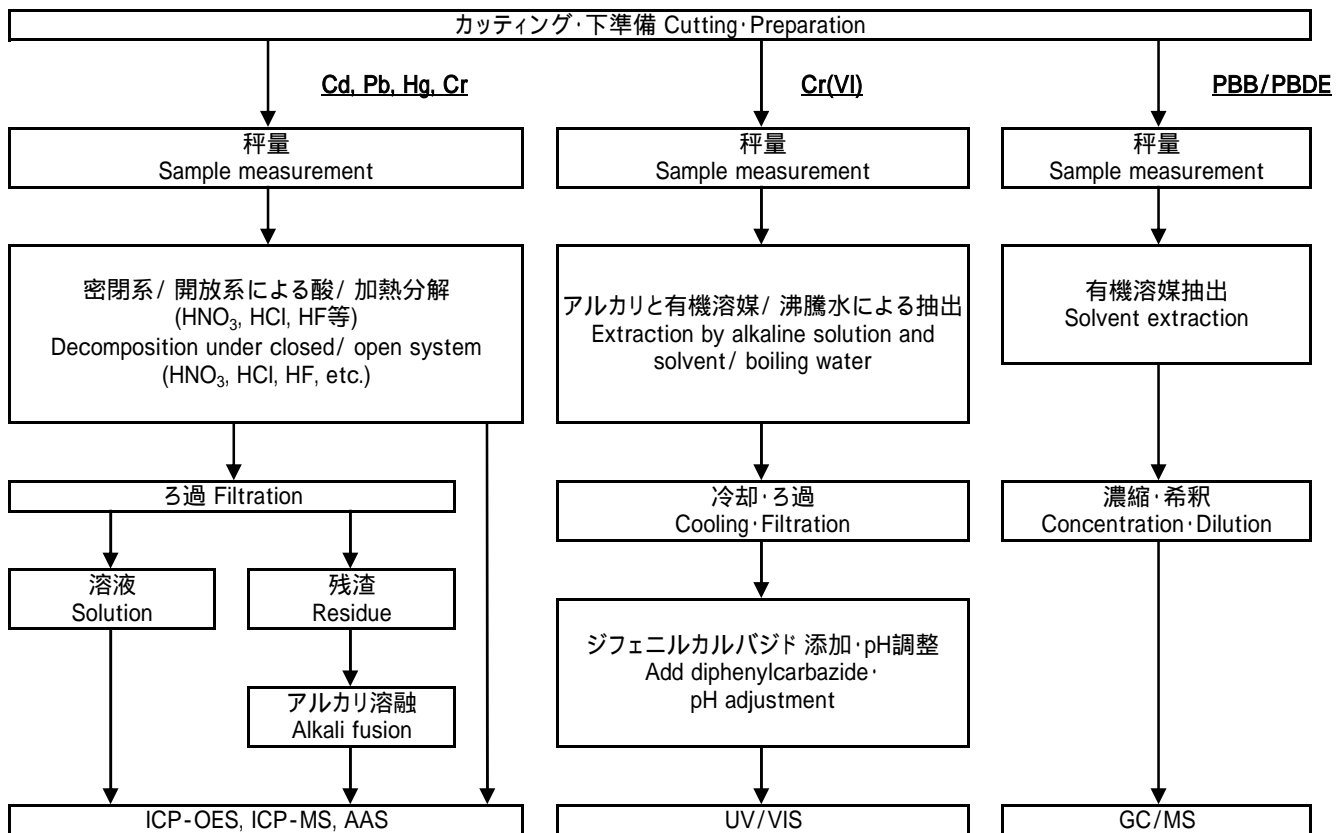 カッティング・下準備 Cutting・Preparation
Cd, Pb, Hg, Cr
秤量
Sample measurement
密閉系/ 開放系による酸/ 加熱分解
(HNO₃, HCl, HF等)
Decomposition under closed/ open system
(HNO₃, HCl, HF, etc.)
ろ過 Filtration
溶液
Solution
残渣
Residue
アルカリ溶融
Alkali fusion
ICP-OES, ICP-MS, AAS
Cr(VI)
秤量
Sample measurement
アルカリと有機溶媒/ 沸騰水による抽出
Extraction by alkaline solution and
solvent/ boiling water
冷却・ろ過
Cooling・Filtration
ジフェニルカルバジド 添加・pH調整
Add diphenylcarbazide・
pH adjustment
UV/VIS
PBB/PBDE
秤量
Sample measurement
有機溶媒抽出
Solvent extraction
濃縮・希釈
Concentration・Dilution
GC/MS